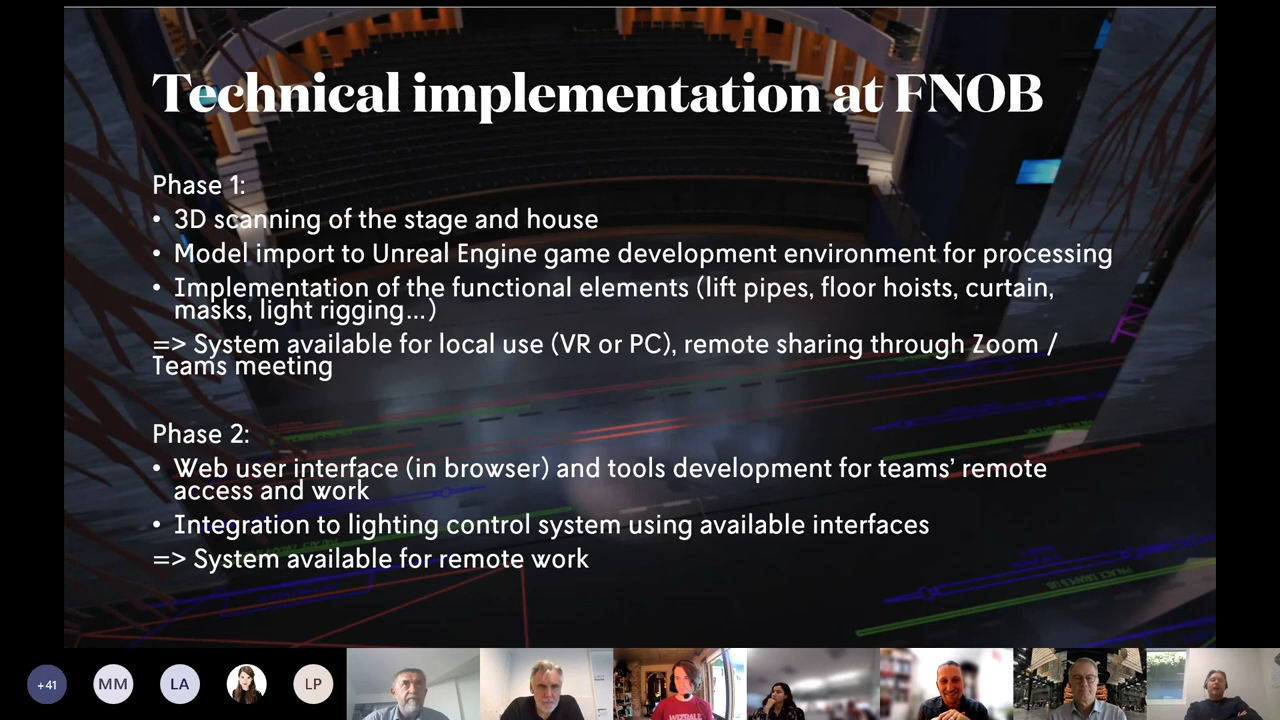 Technical implementation at FNOB
Phase 1:
• 3D scanning of the stage and house
• Model import to Unreal Engine game development environment for processing
• Implementation of the functional elements (lift pipes, floor hoists, curtain,
masks, light rigging...)
=> System available for local use (VR or PC), remote sharing through Zoom /
Teams meeting
Phase 2:
• Web user interface (in browser) and tools development for teams’ remote
access and work
• Integration to lighting control system using available interfaces
=> System available for remote work
+41
MM
LA
LP